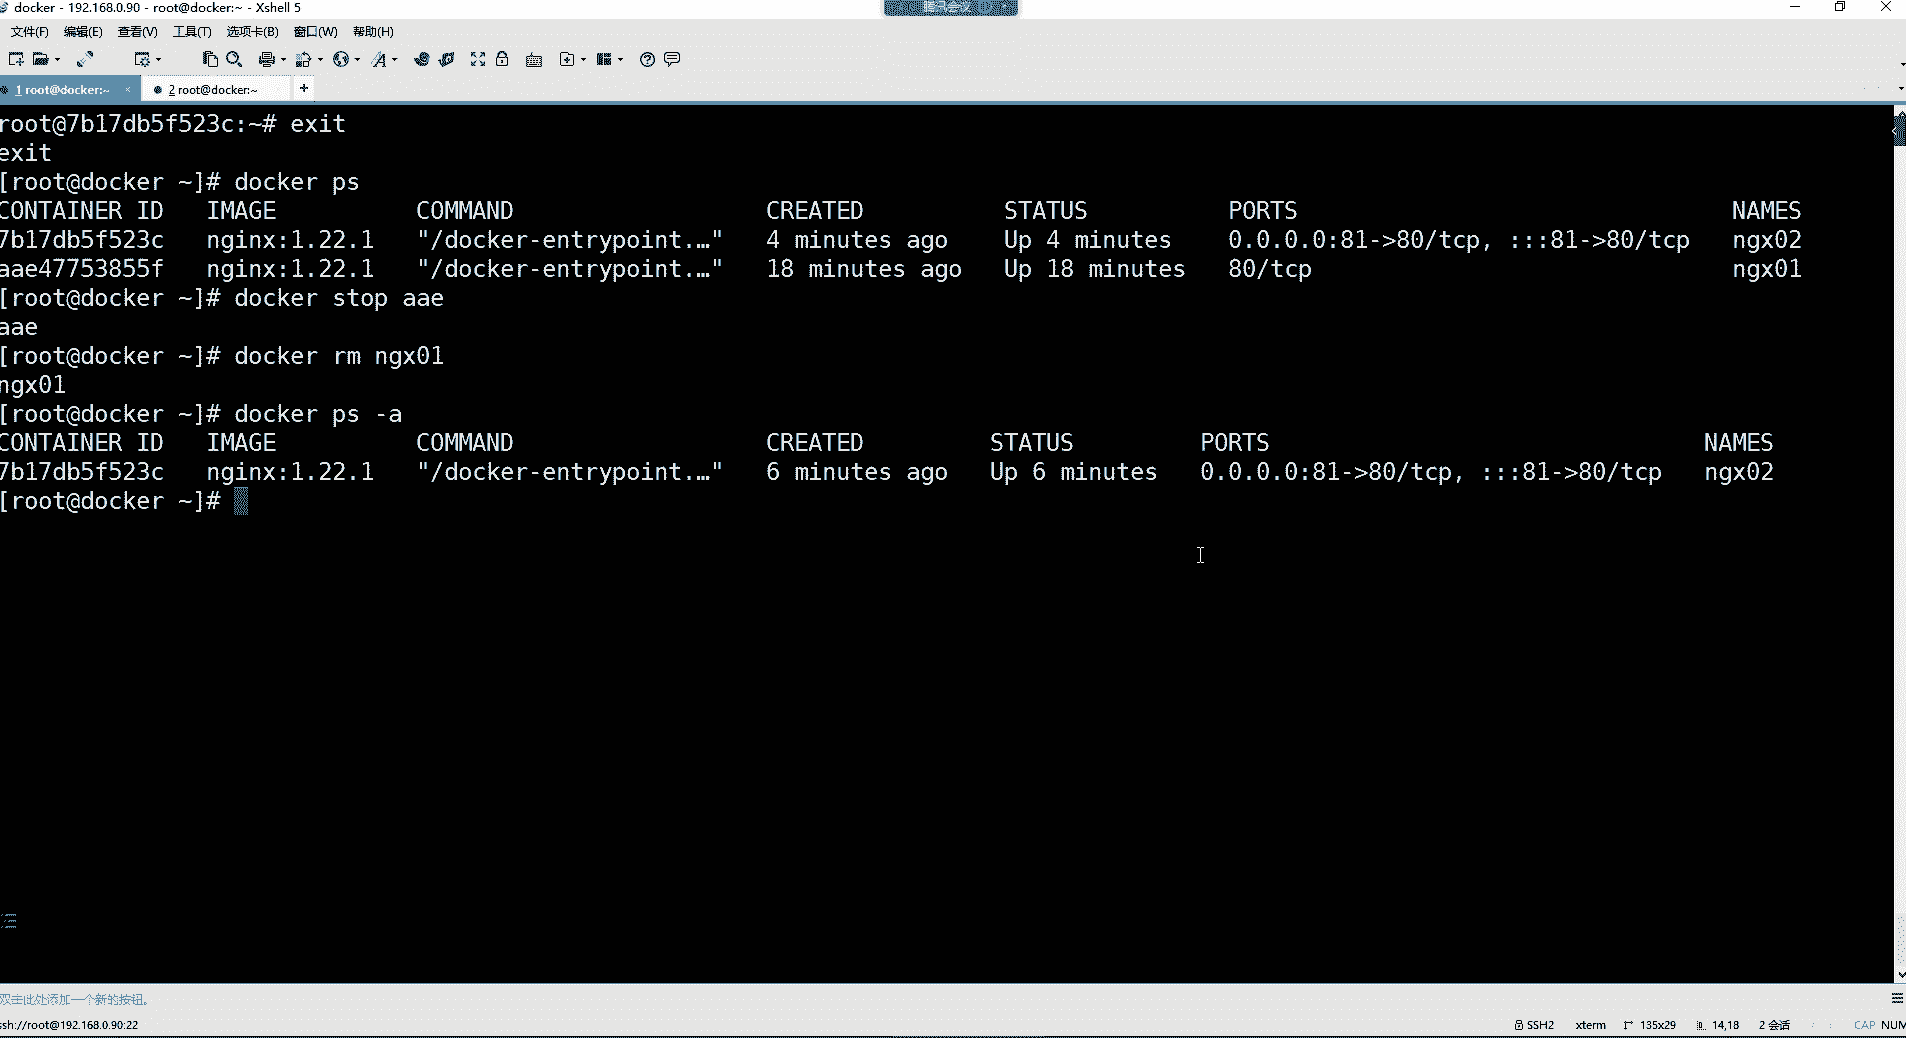 docker - 192.168.0.90 - root@docker:~ - Xshell 5
腾讯会议
文件(F) 编辑(E) 查看(V) 工具(T) 选项卡(B) 窗口(W) 帮助(H)
1 root@docker:~ × 2 root@docker:~ +
root@7b17db5f523c:~# exit
exit
[root@docker ~]# docker ps
CONTAINER ID IMAGE COMMAND CREATED STATUS PORTS NAMES
7b17db5f523c nginx:1.22.1 "/docker-entrypoint.…" 4 minutes ago Up 4 minutes 0.0.0.0:81->80/tcp, :::81->80/tcp ngx02
aae47753855f nginx:1.22.1 "/docker-entrypoint.…" 18 minutes ago Up 18 minutes 80/tcp ngx01
[root@docker ~]# docker stop aae
aae
[root@docker ~]# docker rm ngx01
ngx01
[root@docker ~]# docker ps -a
CONTAINER ID IMAGE COMMAND CREATED STATUS PORTS NAMES
7b17db5f523c nginx:1.22.1 "/docker-entrypoint.…" 6 minutes ago Up 6 minutes 0.0.0.0:81->80/tcp, :::81->80/tcp ngx02
[root@docker ~]#
双击此处添加一个新的按钮。
ssh://root@192.168.0.90:22 SSH2 xterm 135x29 14,18 2 会话 CAP NUM